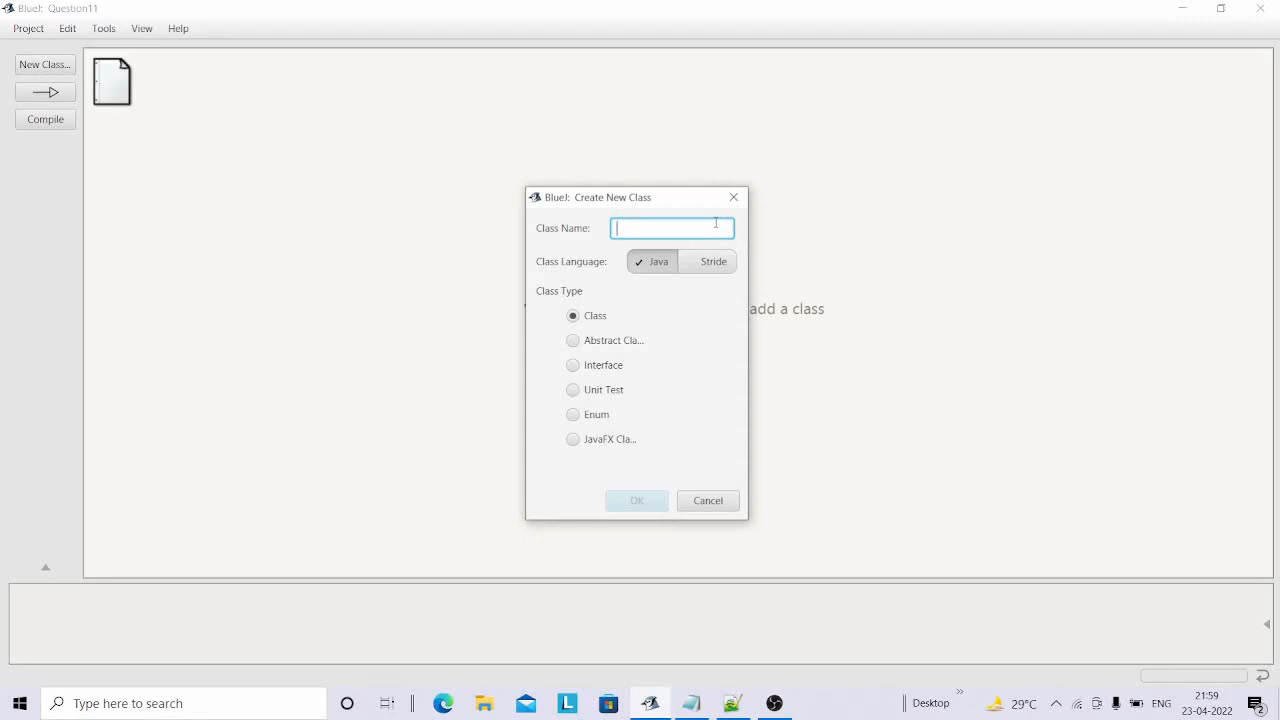 BlueJ: Question11
Project Edit Tools View Help
New Class...
Compile
BlueJ: Create New Class
Class Name:
Class Language: Java Stride
Class Type
add a class
Class
Abstract Cla...
Interface
Unit Test
Enum
JavaFX Cla...
OK Cancel
Type here to search
Desktop
29°C
ENG
21:59
23-04-2022
2